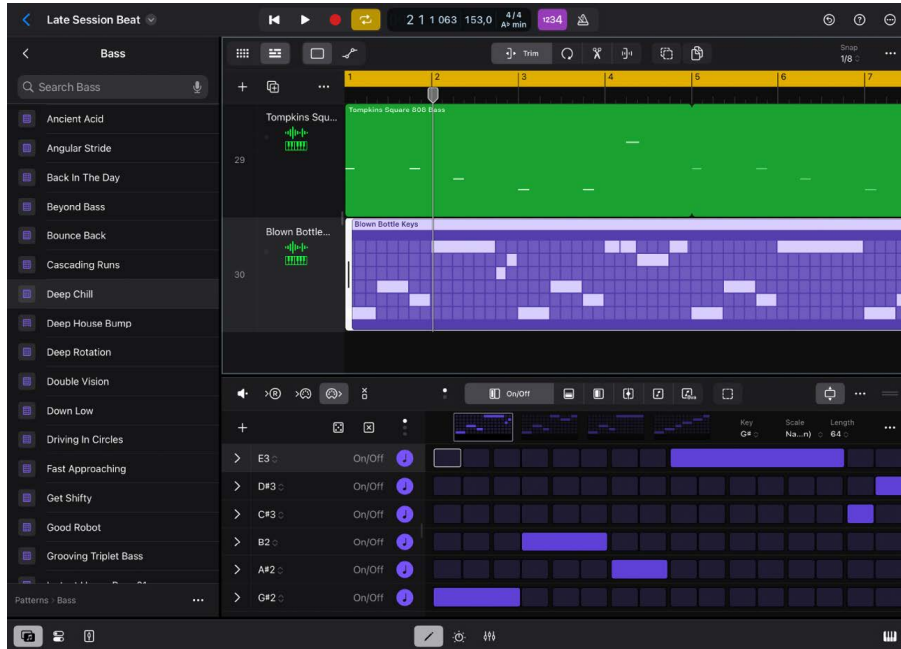 Late Session Beat
2 1 1 063 153,0 4/4 A♭ min 1234
Bass
Trim
Snap
1/8
Search Bass
1 2 3 4 5 6 7
Ancient Acid
Angular Stride
Back In The Day
Beyond Bass
Bounce Back
Cascading Runs
Deep Chill
Deep House Bump
Deep Rotation
Double Vision
Down Low
Driving In Circles
Fast Approaching
Get Shifty
Good Robot
Grooving Triplet Bass
Patterns › Bass
29
Tompkins Squ...
Tompkins Square 808 Bass
30
Blown Bottle...
Blown Bottle Keys
On/Off
Key
G#
Scale
Na...n)
Length
64
E3 On/Off
D#3 On/Off
C#3 On/Off
B2 On/Off
A#2 On/Off
G#2 On/Off